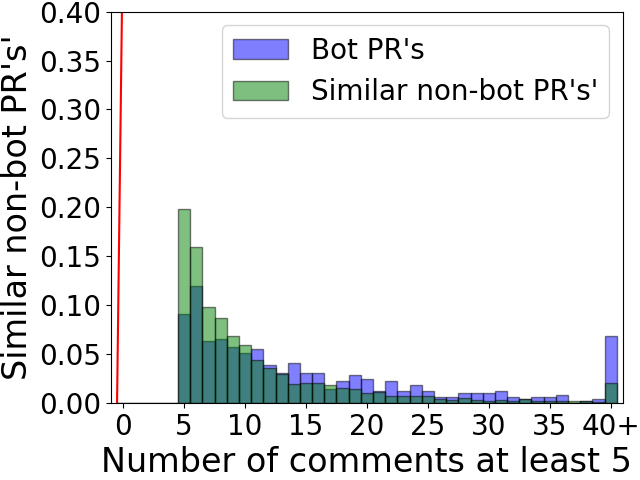 Similar non-bot PR's'
0.40
0.35
0.30
0.25
0.20
0.15
0.10
0.05
0.00
Bot PR's
Similar non-bot PR's'
0 5 10 15 20 25 30 35 40+
Number of comments at least 5